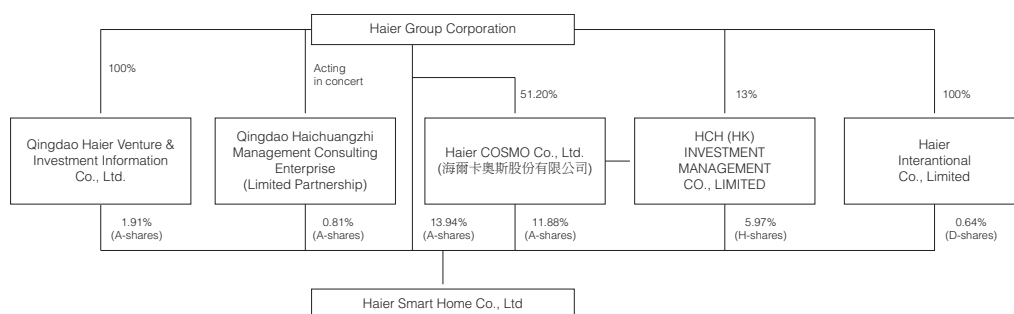 Haier Group Corporation
100%
Acting
in concert
51.20%
13%
100%
Qingdao Haier Venture &
Investment Information
Co., Ltd.
Qingdao Haichuangzhi
Management Consulting
Enterprise
(Limited Partnership)
Haier COSMO Co., Ltd.
(海爾卡奧斯股份有限公司)
HCH (HK)
INVESTMENT
MANAGEMENT
CO., LIMITED
Haier
Interantional
Co., Limited
1.91%
(A-shares)
0.81%
(A-shares)
13.94%
(A-shares)
11.88%
(A-shares)
5.97%
(H-shares)
0.64%
(D-shares)
Haier Smart Home Co., Ltd